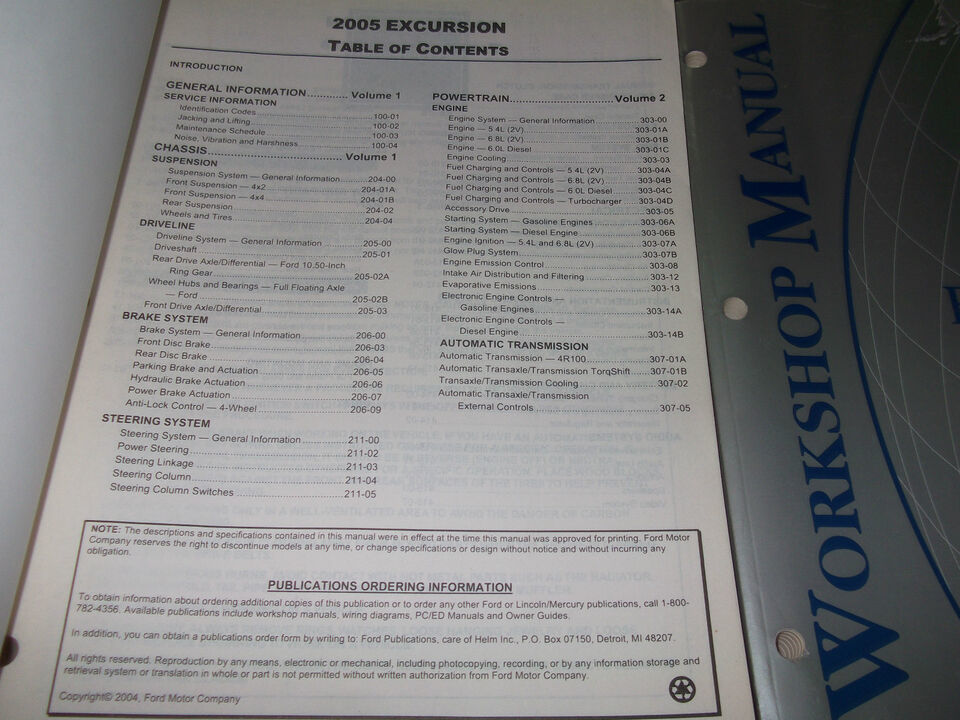 2005 EXCURSION
TABLE OF CONTENTS
INTRODUCTION
GENERAL INFORMATION............ Volume 1
SERVICE INFORMATION
Identification Codes..........100-01
Jacking and Lifting..........100-02
Maintenance Schedule..........100-03
Noise, Vibration and Harshness..........100-04
CHASSIS.......... Volume 1
SUSPENSION
Suspension System — General Information..........204-00
Front Suspension — 4x2..........204-01A
Front Suspension — 4x4..........204-01B
Rear Suspension..........204-02
Wheels and Tires..........204-04
DRIVELINE
Driveline System — General Information..........205-00
Driveshaft..........205-01
Rear Drive Axle/Differential — Ford 10.50-Inch
Ring Gear..........205-02A
Wheel Hubs and Bearings — Full Floating Axle
— Ford..........205-02B
Front Drive Axle/Differential..........205-03
BRAKE SYSTEM
Brake System — General Information..........206-00
Front Disc Brake..........206-03
Rear Disc Brake..........206-04
Parking Brake and Actuation..........206-05
Hydraulic Brake Actuation..........206-06
Power Brake Actuation..........206-07
Anti-Lock Control — 4-Wheel..........206-09
STEERING SYSTEM
Steering System — General Information..........211-00
Power Steering..........211-02
Steering Linkage..........211-03
Steering Column..........211-04
Steering Column Switches..........211-05
POWERTRAIN..........Volume 2
ENGINE
Engine System — General Information..........303-00
Engine — 5.4L (2V)..........303-01A
Engine — 6.8L (2V)..........303-01B
Engine — 6.0L Diesel..........303-01C
Engine Cooling..........303-03
Fuel Charging and Controls — 5.4L (2V)..........303-04A
Fuel Charging and Controls — 6.8L (2V)..........303-04B
Fuel Charging and Controls — 6.0L Diesel..........303-04C
Fuel Charging and Controls — Turbocharger..........303-04D
Accessory Drive..........303-05
Starting System — Gasoline Engines..........303-06A
Starting System — Diesel Engine..........303-06B
Engine Ignition — 5.4L and 6.8L (2V)..........303-07A
Glow Plug System..........303-07B
Engine Emission Control..........303-08
Intake Air Distribution and Filtering..........303-12
Evaporative Emissions..........303-13
Electronic Engine Controls —
Gasoline Engines..........303-14A
Electronic Engine Controls —
Diesel Engine..........303-14B
AUTOMATIC TRANSMISSION
Automatic Transmission — 4R100..........307-01A
Automatic Transaxle/Transmission TorqShift..........307-01B
Transaxle/Transmission Cooling..........307-02
Automatic Transaxle/Transmission
External Controls..........307-05
NOTE: The descriptions and specifications contained in this manual were in effect at the time this manual was approved for printing. Ford Motor
Company reserves the right to discontinue models at any time, or change specifications or design without notice and without incurring any
obligation.
PUBLICATIONS ORDERING INFORMATION
To obtain information about ordering additional copies of this publication or to order any other Ford or Lincoln/Mercury publications, call 1-800-
782-4356. Available publications include workshop manuals, wiring diagrams, PC/ED Manuals and Owner Guides.
In addition, you can obtain a publications order form by writing to: Ford Publications, care of Helm Inc., P.O. Box 07150, Detroit, MI 48207.
All rights reserved. Reproduction by any means, electronic or mechanical, including photocopying, recording, or by any information storage and
retrieval system or translation in whole or part is not permitted without written authorization from Ford Motor Company.
Copyright© 2004, Ford Motor Company
WORKSHOP MANUAL